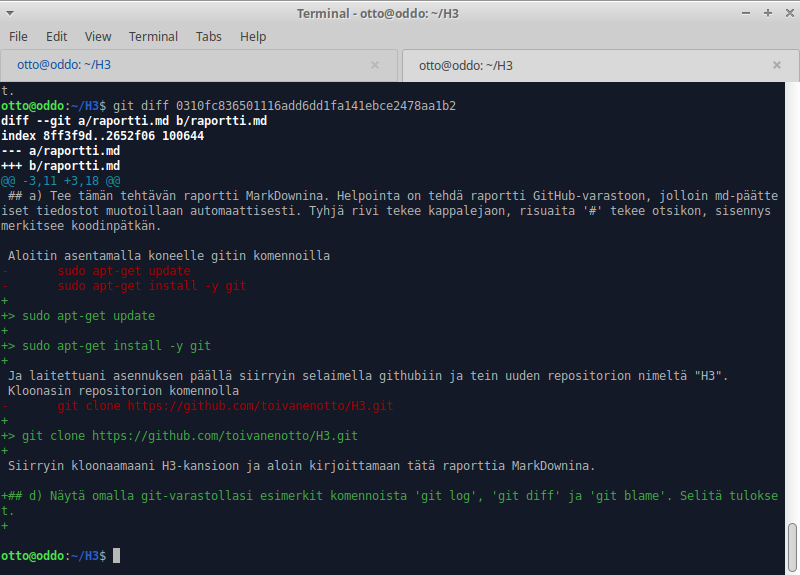 Terminal - otto@oddo: ~/H3
File Edit View Terminal Tabs Help
otto@oddo: ~/H3
otto@oddo: ~/H3
t.
otto@oddo:~/H3$ git diff 0310fc836501116add6dd1fa141ebce2478aa1b2
diff --git a/raportti.md b/raportti.md
index 8ff3f9d..2652f06 100644
--- a/raportti.md
+++ b/raportti.md
@@ -3,11 +3,18 @@
## a) Tee tämän tehtävän raportti MarkDownina. Helpointa on tehdä raportti GitHub-varastoon, jolloin md-päätte
iset tiedostot muotoillaan automaattisesti. Tyhjä rivi tekee kappalejaon, risuaita '#' tekee otsikon, sisennys
merkitsee koodinpätkän.
Aloitin asentamalla koneelle gitin komennoilla
-       sudo apt-get update
-       sudo apt-get install -y git
+
+> sudo apt-get update
+
+> sudo apt-get install -y git
+
Ja laitettuani asennuksen päällä siirryin selaimella githubiin ja tein uuden repositorion nimeltä "H3".
Kloonasin repositorion komennolla
-       git clone https://github.com/toivanenotto/H3.git
+
+> git clone https://github.com/toivanenotto/H3.git
+
Siirryin kloonaamaani H3-kansioon ja aloin kirjoittamaan tätä raporttia MarkDownina.
+## d) Näytä omalla git-varastollasi esimerkit komennoista 'git log', 'git diff' ja 'git blame'. Selitä tulokse
t.
+
otto@oddo:~/H3$